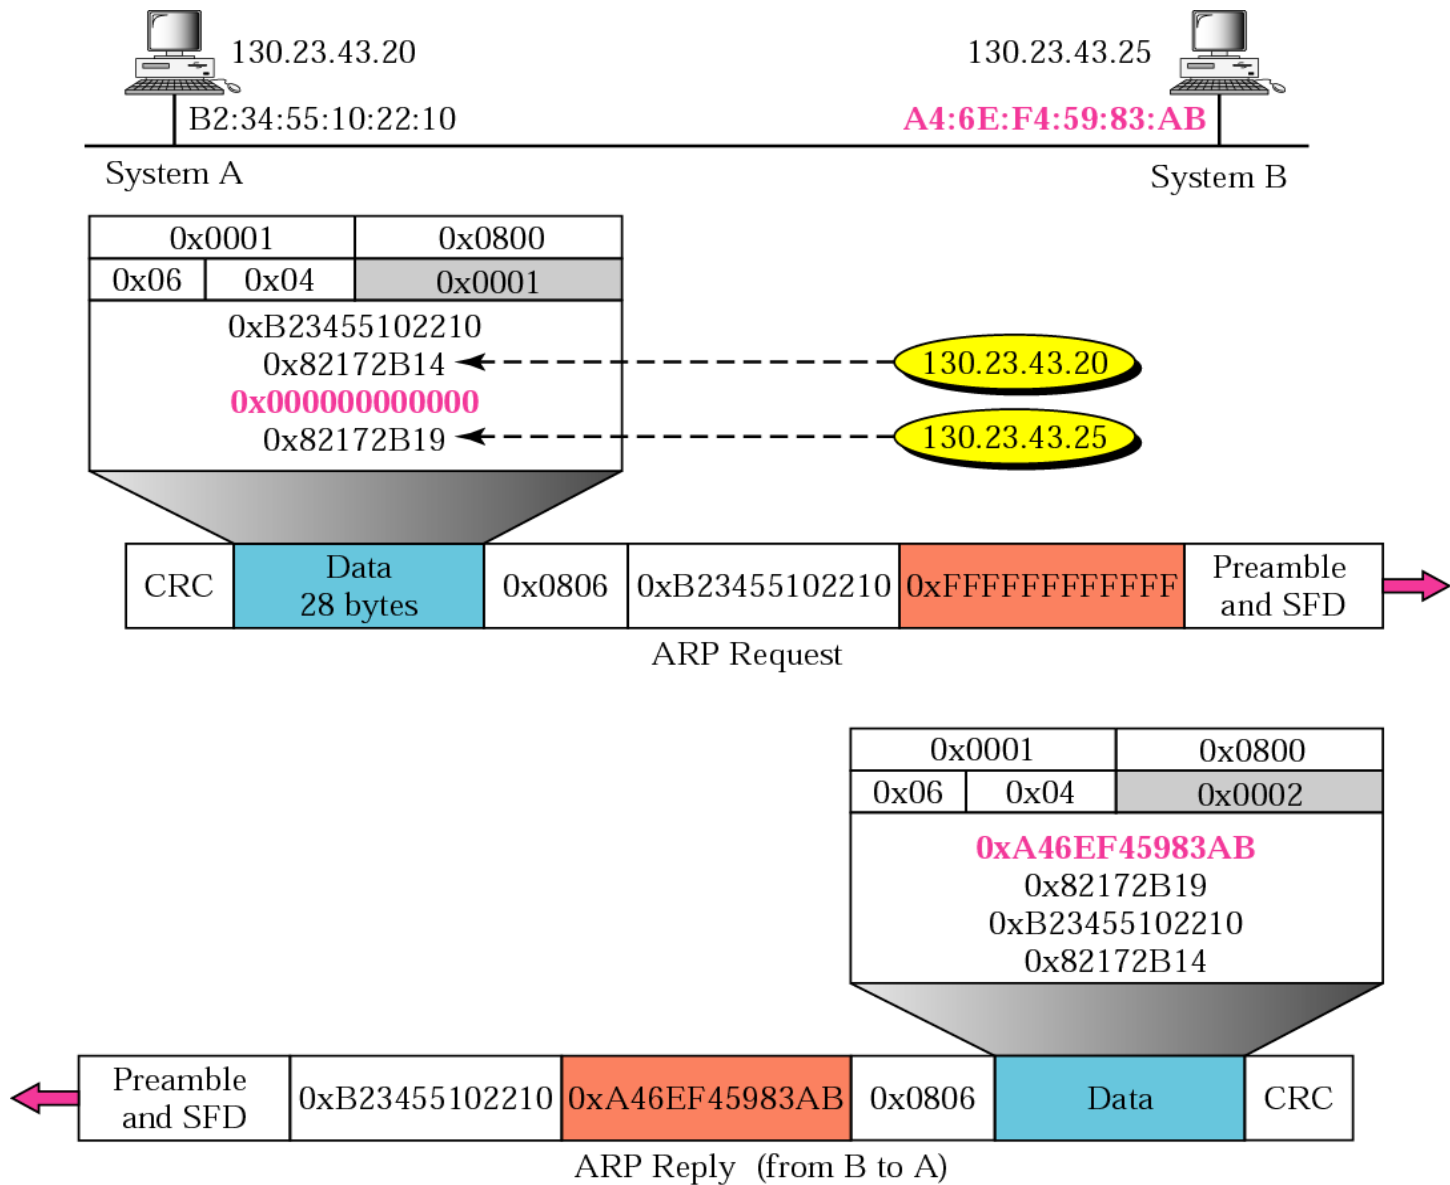 130.23.43.20
130.23.43.25
B2:34:55:10:22:10
A4:6E:F4:59:83:AB
System A
System B
0x0001
0x0800
0x06
0x04
0x0001
0xB23455102210
0x82172B14
130.23.43.20
0x000000000000
0x82172B19
130.23.43.25
CRC
Data
28 bytes
0x0806
0xB23455102210
0xFFFFFFFFFFFF
Preamble
and SFD
ARP Request
0x0001
0x0800
0x06
0x04
0x0002
0xA46EF45983AB
0x82172B19
0xB23455102210
0x82172B14
Preamble
and SFD
0xB23455102210
0xA46EF45983AB
0x0806
Data
CRC
ARP Reply (from B to A)